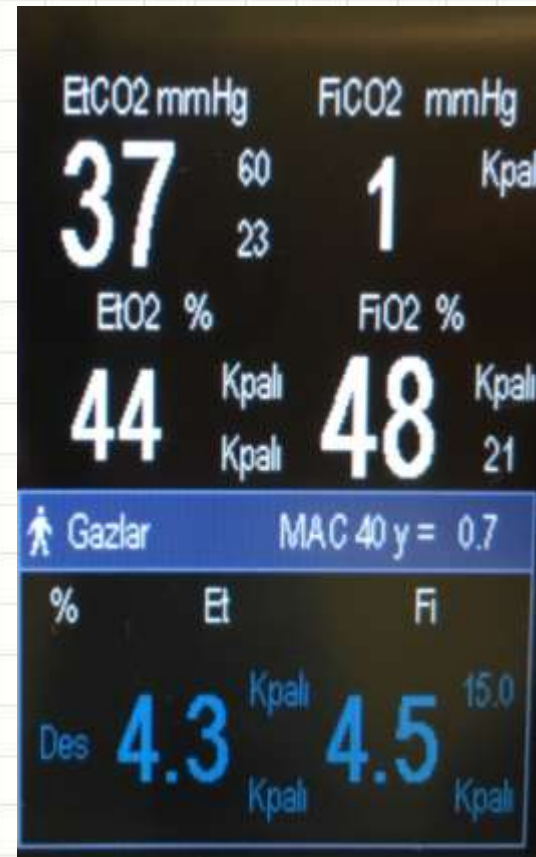 EtCO2 mmHg FiCO2 mmHg
37 60 1 Kpal
23
EtO2 % FiO2 %
44 Kpalı 48 Kpalı
Kpalı 21
Gazlar MAC 40 y = 0.7
% Et Fi
Des 4.3 Kpalı 4.5 15.0
Kpalı Kpalı